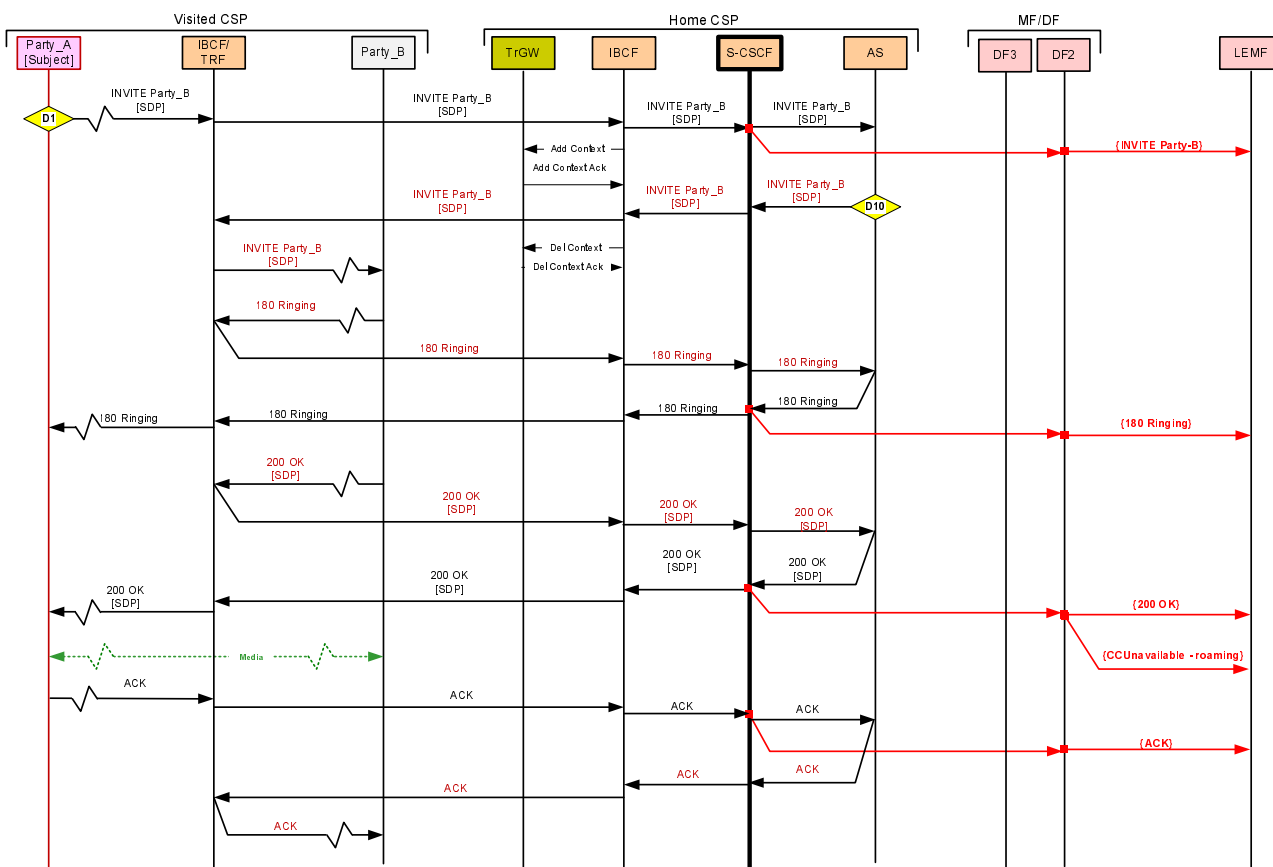 Visited CSP
Home CSP
MF/DF
Party_A
[Subject]
IBCF/
TRF
Party_B
TrGW
IBCF
S-CSCF
AS
DF3
DF2
LEMF
D1
INVITE Party_B
[SDP]
INVITE Party_B
[SDP]
INVITE Party_B
[SDP]
INVITE Party_B
[SDP]
{INVITE Party-B}
Add Context
Add Context Ack
INVITE Party_B
[SDP]
INVITE Party_B
[SDP]
INVITE Party_B
[SDP]
D10
INVITE Party_B
[SDP]
Del Context
Del Context Ack
180 Ringing
180 Ringing
180 Ringing
180 Ringing
180 Ringing
180 Ringing
180 Ringing
180 Ringing
{180 Ringing}
200 OK
[SDP]
200 OK
[SDP]
200 OK
[SDP]
200 OK
[SDP]
200 OK
[SDP]
200 OK
[SDP]
200 OK
[SDP]
200 OK
[SDP]
{200 OK}
Media
{CCUnavailable - roaming}
ACK
ACK
ACK
ACK
{ACK}
ACK
ACK
ACK
ACK